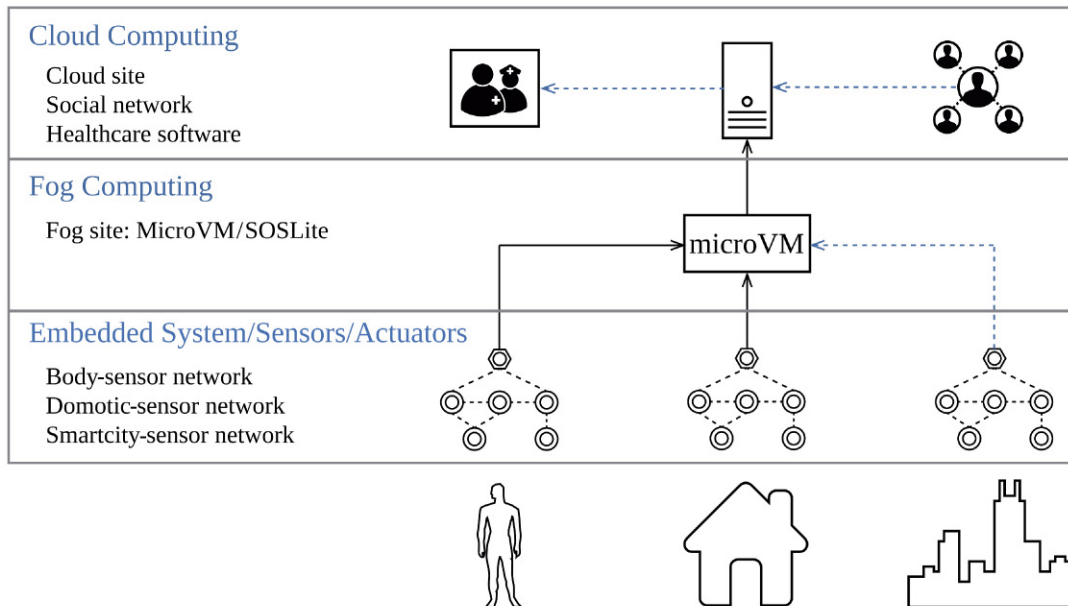 Cloud Computing
Cloud site
Social network
Healthcare software
Fog Computing
Fog site: MicroVM/SOSLite
microVM
Embedded System/Sensors/Actuators
Body-sensor network
Domotic-sensor network
Smartcity-sensor network